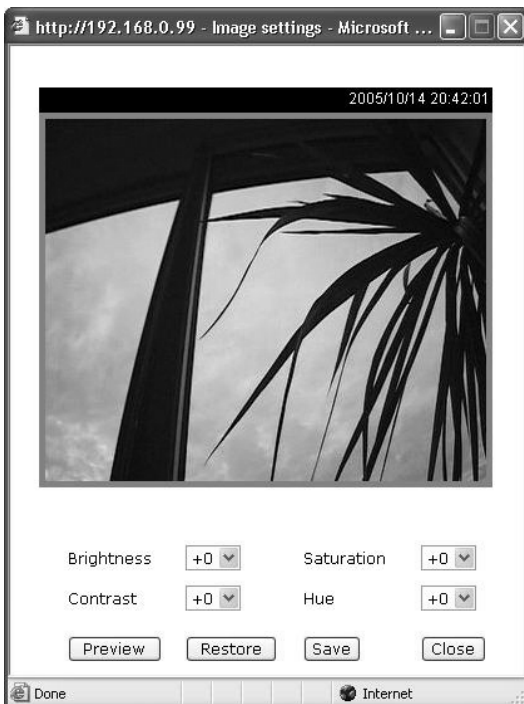 http://192.168.0.99 - Image settings - Microsoft ...
2005/10/14 20:42:01
Brightness +0 Saturation +0
Contrast +0 Hue +0
Preview Restore Save Close
Done Internet